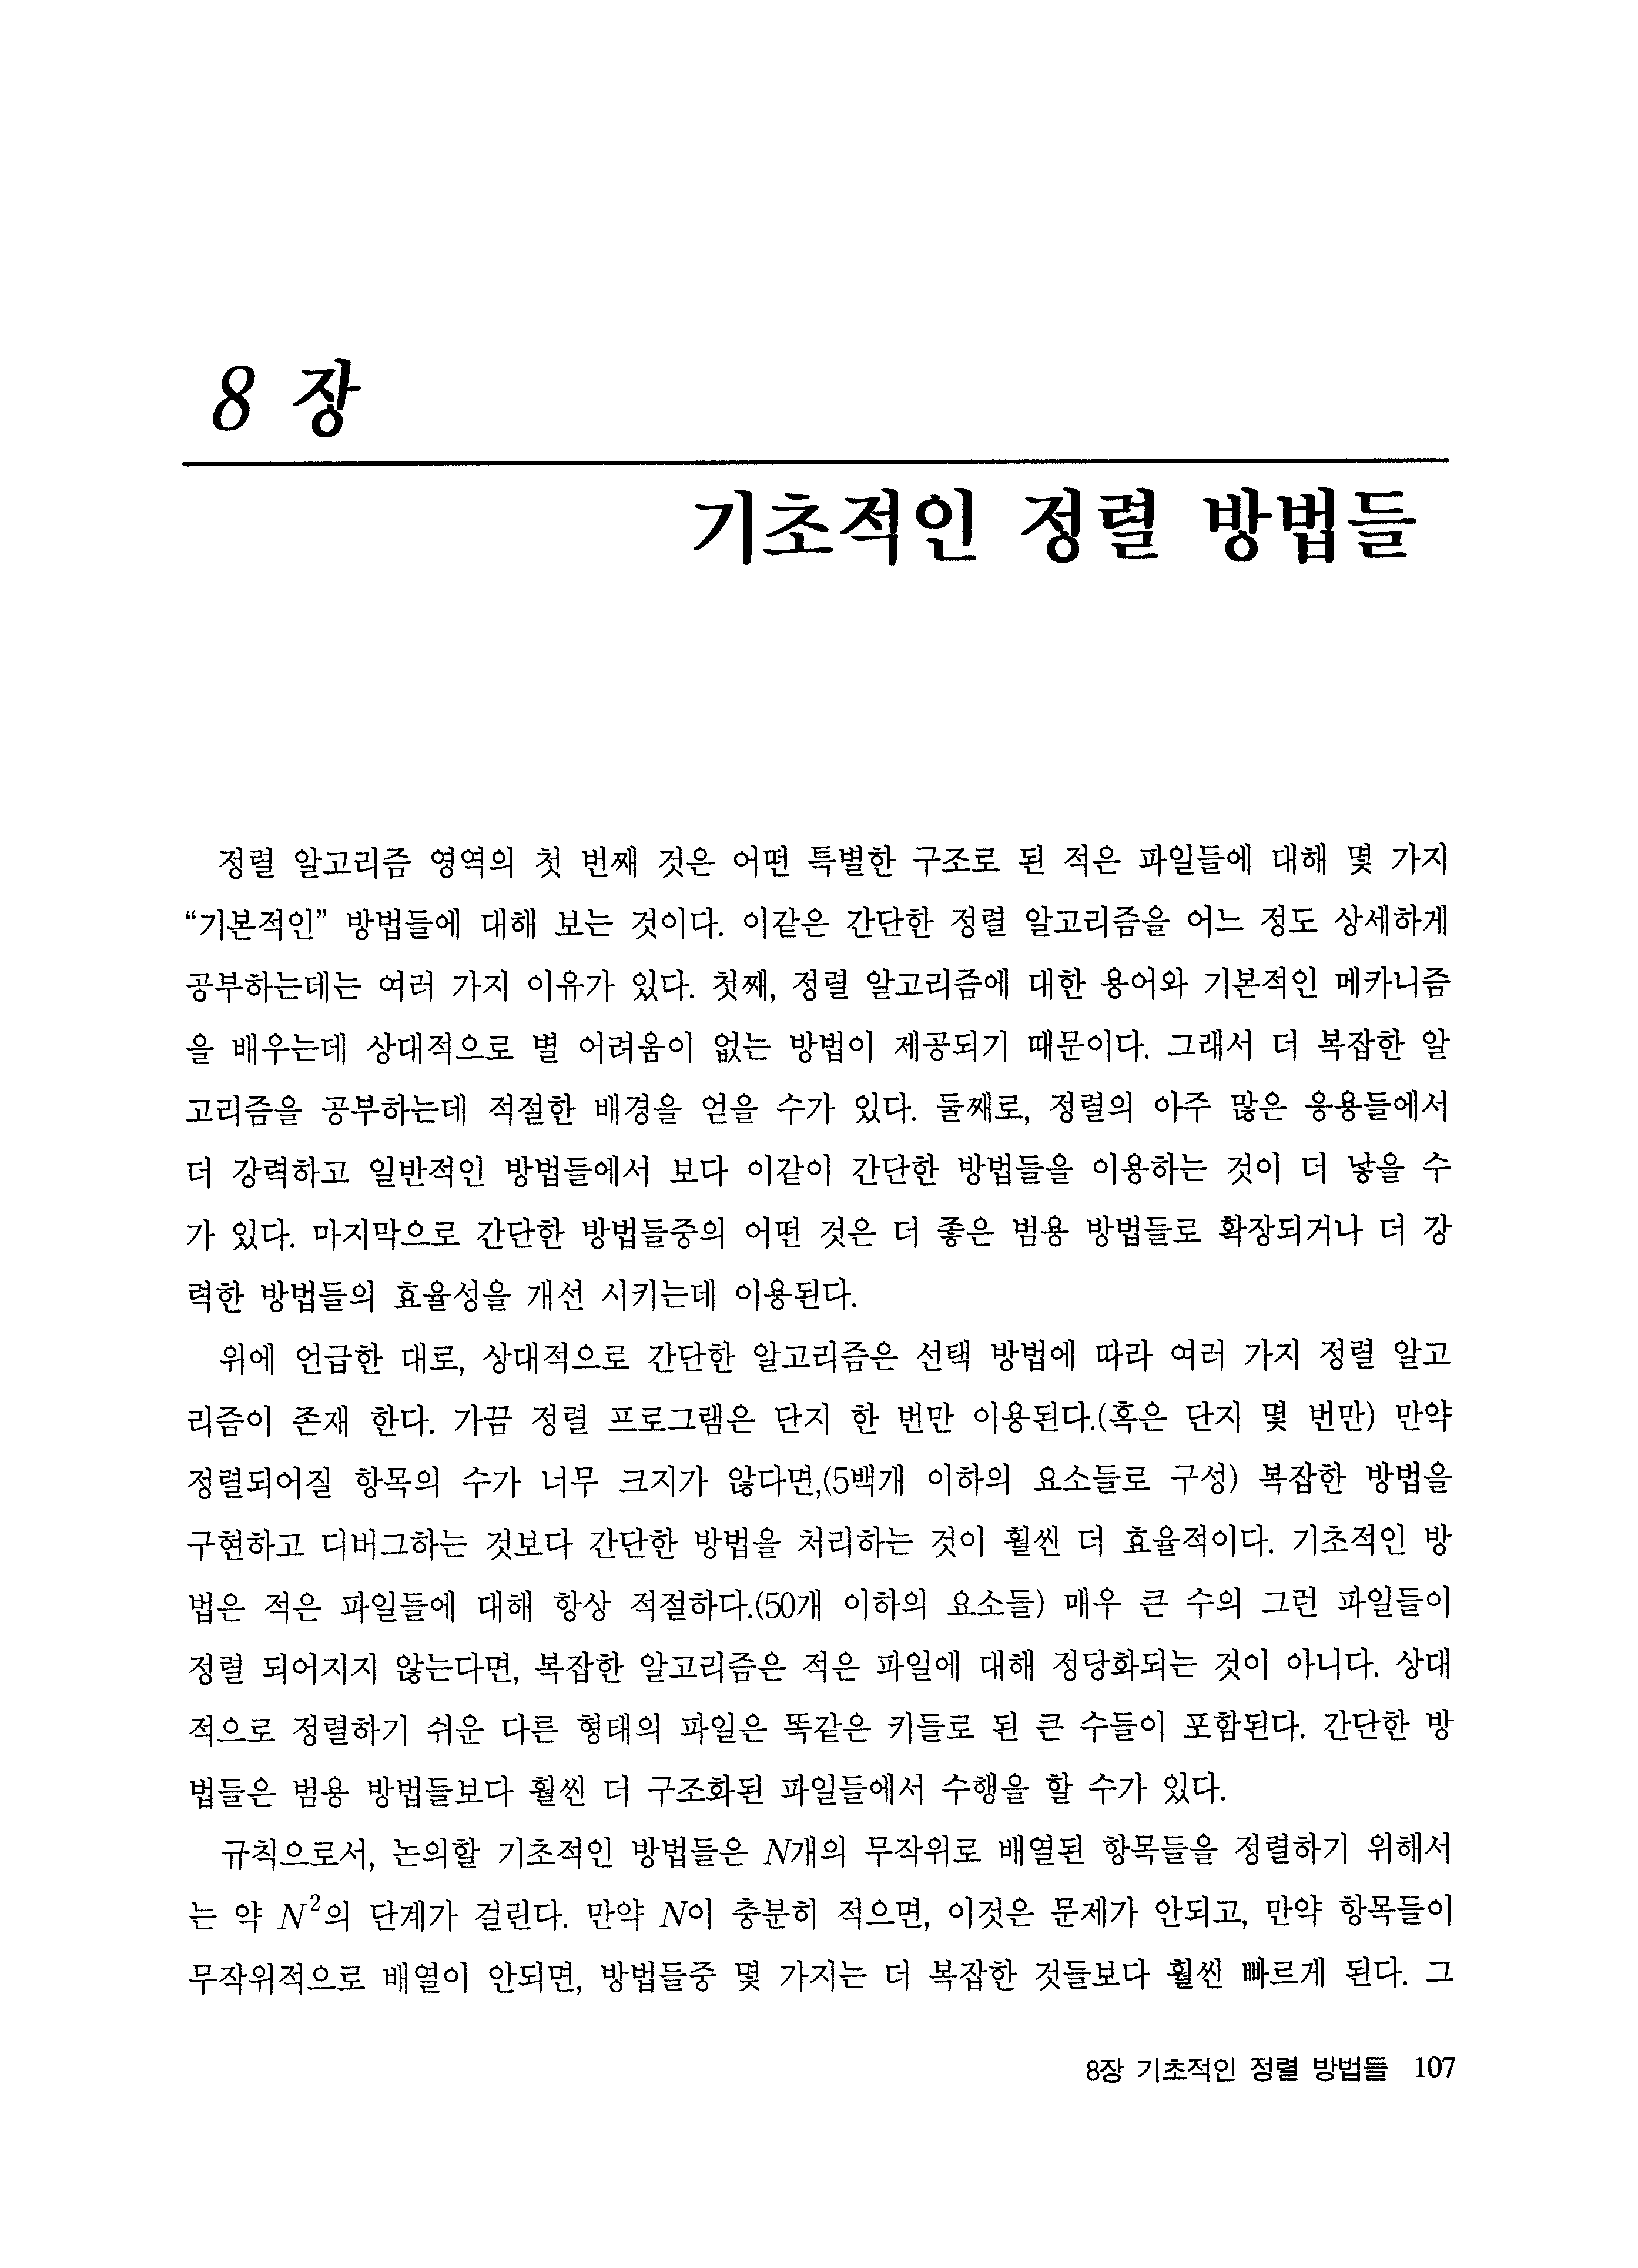 8 장
기초적인 정렬 방법들
정렬 알고리즘 영역의 첫 번째 것은 어떤 특별한 구조로 된 적은 파일들에 대해 몇 가지
“기본적인” 방법들에 대해 보는 것이다. 이같은 간단한 정렬 알고리즘을 어느 정도 상세하게
공부하는데는 여러 가지 이유가 있다. 첫째, 정렬 알고리즘에 대한 용어와 기본적인 메카니즘
을 배우는데 상대적으로 별 어려움이 없는 방법이 제공되기 때문이다. 그래서 더 복잡한 알
고리즘을 공부하는데 적절한 배경을 얻을 수가 있다. 둘째로, 정렬의 아주 많은 응용들에서
더 강력하고 일반적인 방법들에서 보다 이같이 간단한 방법들을 이용하는 것이 더 낳을 수
가 있다. 마지막으로 간단한 방법들중의 어떤 것은 더 좋은 범용 방법들로 확장되거나 더 강
력한 방법들의 효율성을 개선 시키는데 이용된다.
위에 언급한 대로, 상대적으로 간단한 알고리즘은 선택 방법에 따라 여러 가지 정렬 알고
리즘이 존재 한다. 가끔 정렬 프로그램은 단지 한 번만 이용된다.(혹은 단지 몇 번만) 만약
정렬되어질 항목의 수가 너무 크지가 않다면,(5백개 이하의 요소들로 구성) 복잡한 방법을
구현하고 디버그하는 것보다 간단한 방법을 처리하는 것이 훨씬 더 효율적이다. 기초적인 방
법은 적은 파일들에 대해 항상 적절하다.(50개 이하의 요소들) 매우 큰 수의 그런 파일들이
정렬 되어지지 않는다면, 복잡한 알고리즘은 적은 파일에 대해 정당화되는 것이 아니다. 상대
적으로 정렬하기 쉬운 다른 형태의 파일은 똑같은 키들로 된 큰 수들이 포함된다. 간단한 방
법들은 범용 방법들보다 훨씬 더 구조화된 파일들에서 수행을 할 수가 있다.
규칙으로서, 논의할 기초적인 방법들은 N개의 무작위로 배열된 항목들을 정렬하기 위해서
는 약 N²의 단계가 걸린다. 만약 N이 충분히 적으면, 이것은 문제가 안되고, 만약 항목들이
무작위적으로 배열이 안되면, 방법들중 몇 가지는 더 복잡한 것들보다 훨씬 빠르게 된다. 그
8장 기초적인 정렬 방법들 107